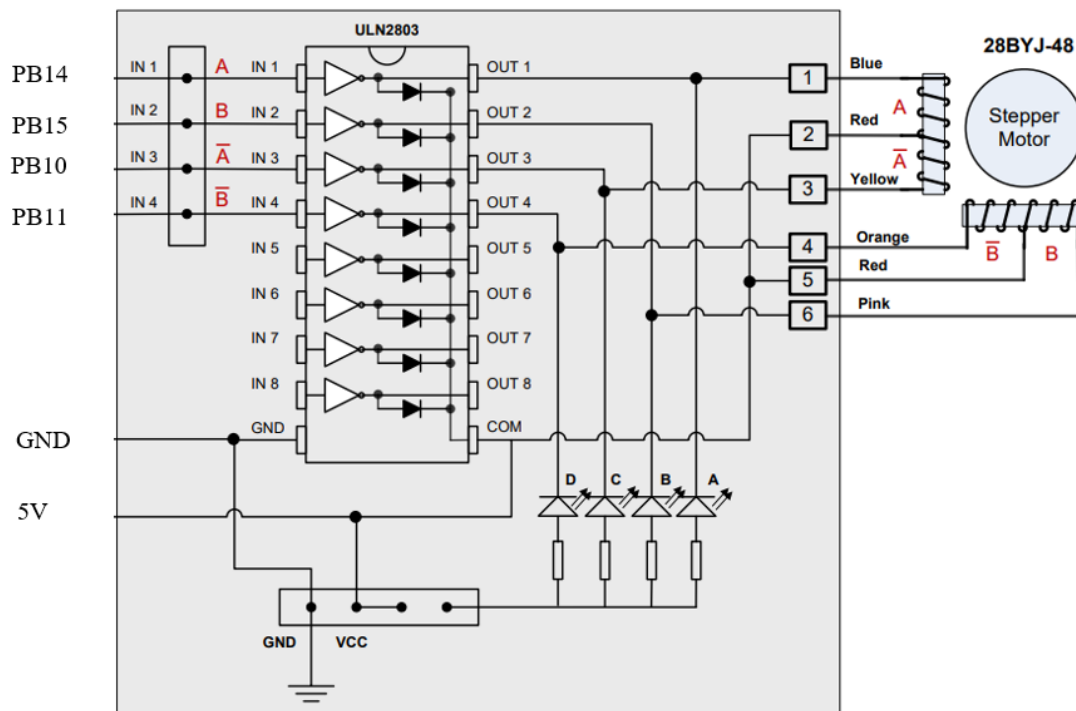 ULN2803
28BYJ-48
PB14 IN 1 A IN 1 OUT 1 1 Blue
PB15 IN 2 B IN 2 OUT 2 2 Red A
PB10 IN 3 A̅ IN 3 OUT 3 3 Yellow A̅
PB11 IN 4 B̅ IN 4 OUT 4 4 Orange
Stepper
Motor
IN 5 OUT 5 5 Red B̅ B
IN 6 OUT 6 6 Pink
IN 7 OUT 7
IN 8 OUT 8
GND GND COM
D C B A
5V
GND VCC